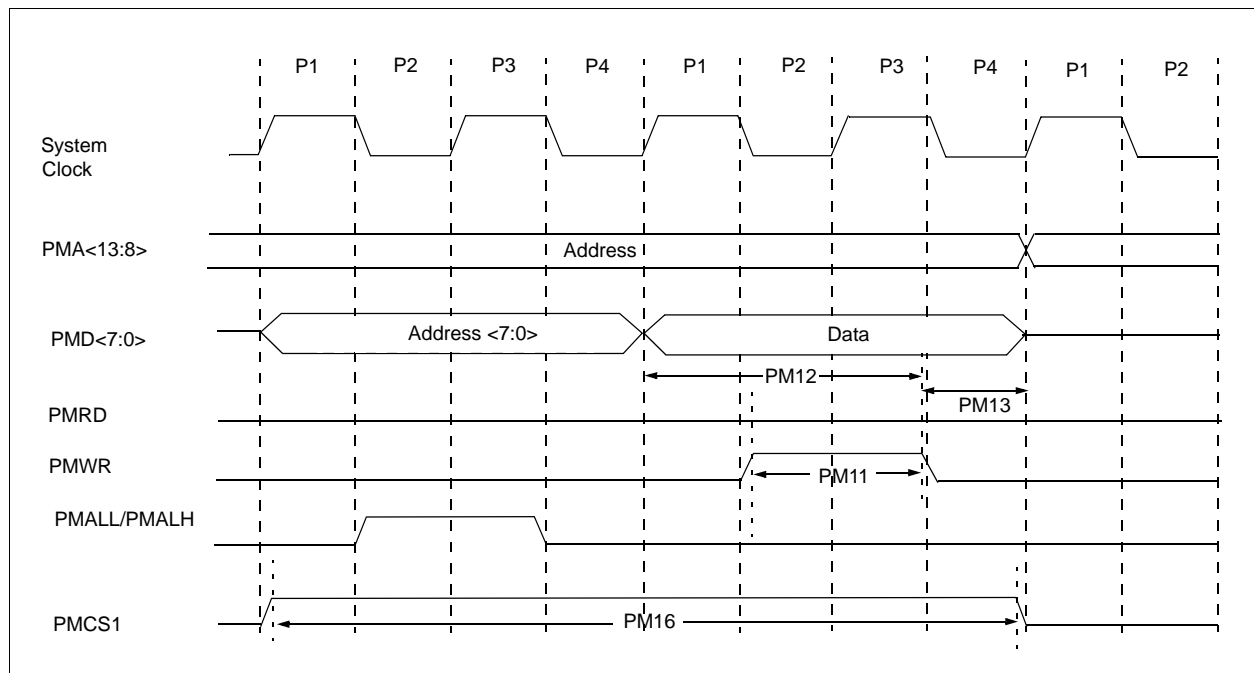 P1 P2 P3 P4 P1 P2 P3 P4 P1 P2
System
Clock
PMA<13:8>
Address
PMD<7:0>
Address <7:0>
Data
PM12
PM13
PMRD
PMWR
PM11
PMALL/PMALH
PMCS1
PM16